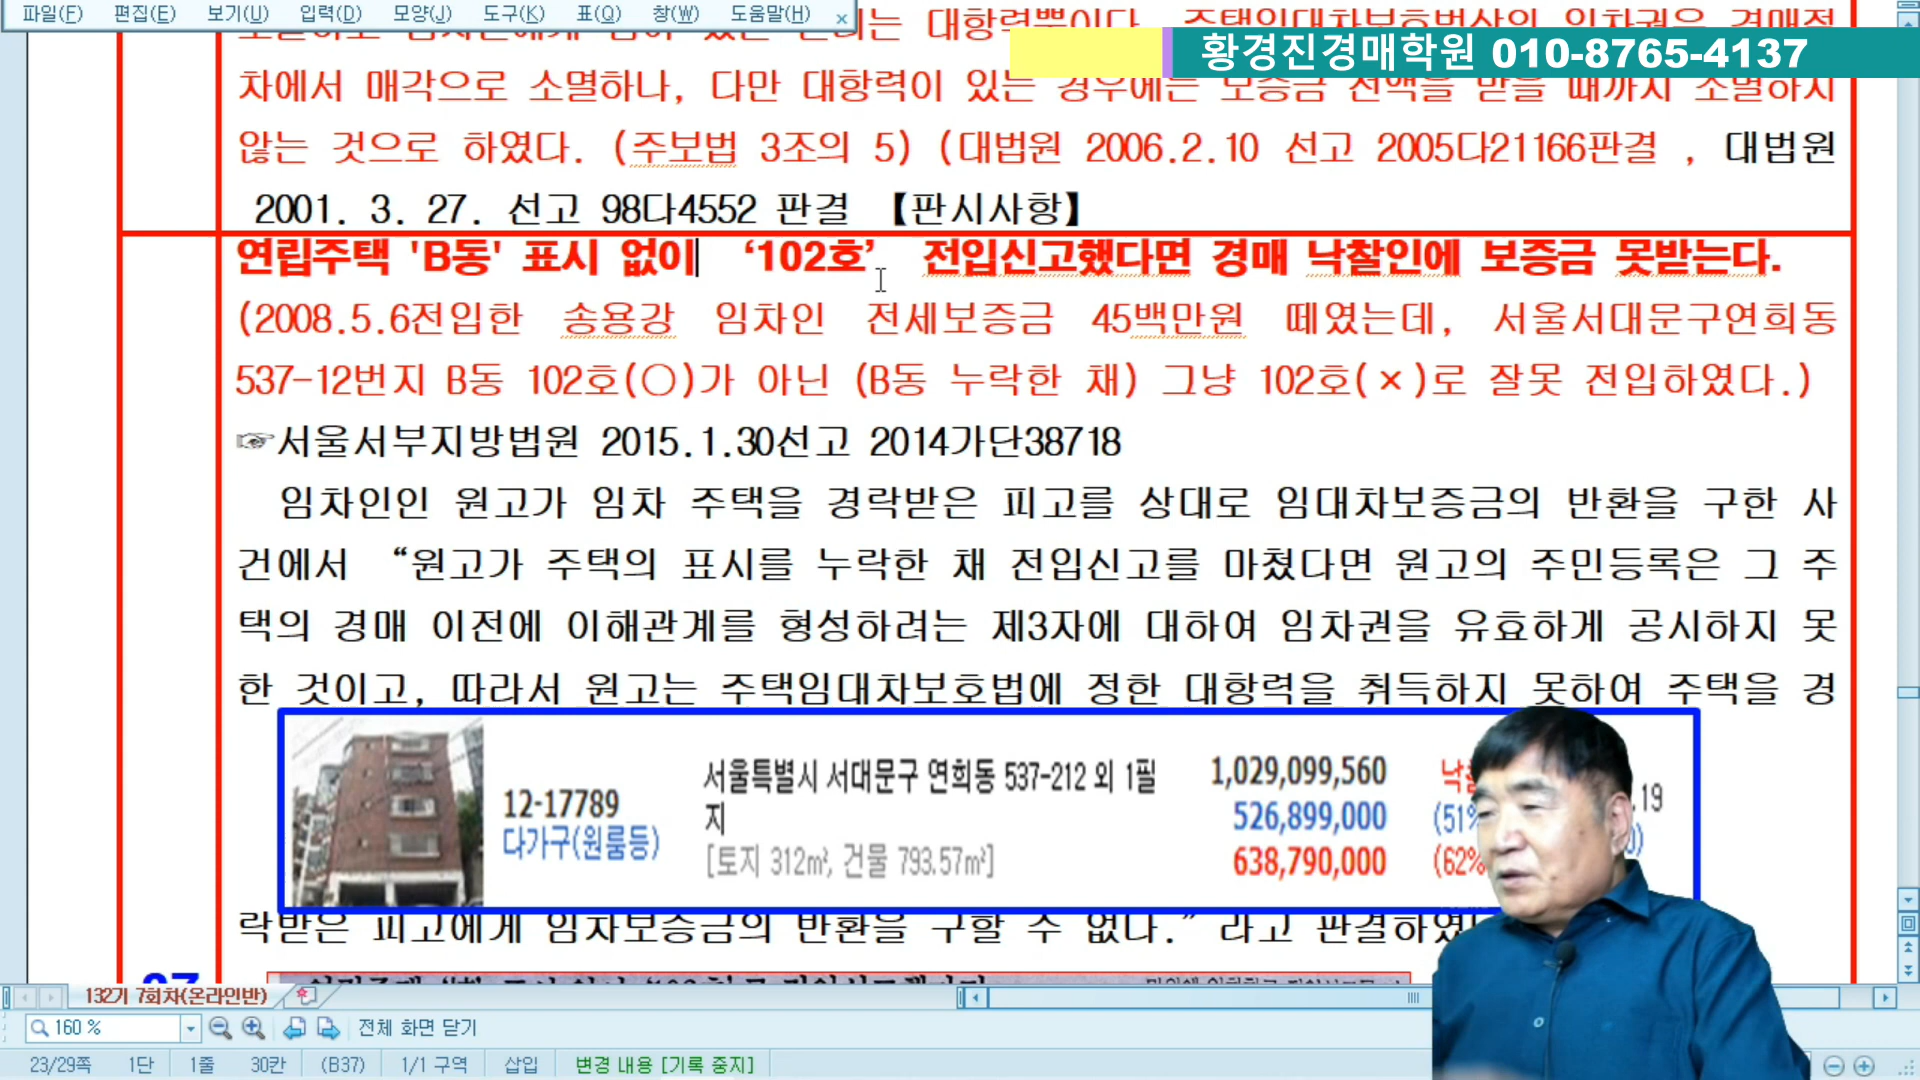 파일(F) 편집(E) 보기(U) 입력(D) 모양(J) 도구(K) 표(Q) 창(W) 도움말(H)
황경진경매학원 010-8765-4137
차에서 매각으로 소멸하나, 다만 대항력이 있는 경우에는 보증금 전액을 받을 때까지 소멸하지
않는 것으로 하였다. (주보법 3조의 5) (대법원 2006.2.10 선고 2005다21166판결 , 대법원
2001. 3. 27. 선고 98다4552 판결 【판시사항】
연립주택 'B동' 표시 없이 ‘102호’ 전입신고했다면 경매 낙찰인에 보증금 못받는다.
(2008.5.6전입한 송용강 임차인 전세보증금 45백만원 떼였는데, 서울서대문구연희동
537-12번지 B동 102호(○)가 아닌 (B동 누락한 채) 그냥 102호(×)로 잘못 전입하였다.)
☞서울서부지방법원 2015.1.30선고 2014가단38718
임차인인 원고가 임차 주택을 경락받은 피고를 상대로 임대차보증금의 반환을 구한 사
건에서 “원고가 주택의 표시를 누락한 채 전입신고를 마쳤다면 원고의 주민등록은 그 주
택의 경매 이전에 이해관계를 형성하려는 제3자에 대하여 임차권을 유효하게 공시하지 못
한 것이고, 따라서 원고는 주택임대차보호법에 정한 대항력을 취득하지 못하여 주택을 경
12-17789
다가구(원룸등)
서울특별시 서대문구 연희동 537-212 외 1필
지
[토지 312㎡, 건물 793.57㎡]
1,029,099,560
526,899,000 (51%
638,790,000 (62%
.19
락받은 피고에게 임차보증금의 반환을 구할 수 없다.” 라고 판결하였
132기 7회차(온라인반)
160 % 전체 화면 닫기
23/29쪽 1단 1줄 30칸 (B37) 1/1 구역 삽입 변경 내용 [기록 중지]